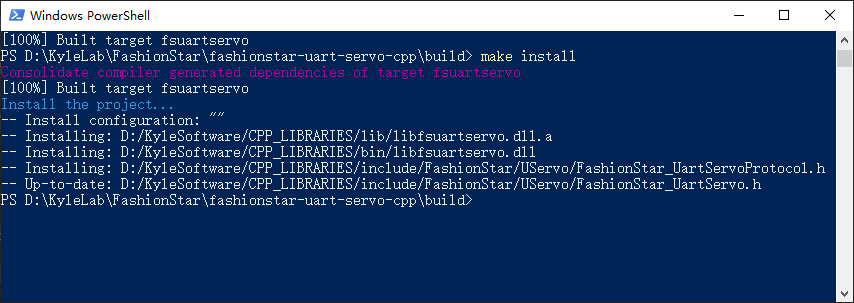 Windows PowerShell
[100%] Built target fsuartservo
PS D:\KyleLab\FashionStar\fashionstar-uart-servo-cpp\build> make install
Consolidate compiler generated dependencies of target fsuartservo
[100%] Built target fsuartservo
Install the project...
-- Install configuration: ""
-- Installing: D:/KyleSoftware/CPP_LIBRARIES/lib/libfsuartservo.dll.a
-- Installing: D:/KyleSoftware/CPP_LIBRARIES/bin/libfsuartservo.dll
-- Installing: D:/KyleSoftware/CPP_LIBRARIES/include/FashionStar/UServo/FashionStar_UartServoProtocol.h
-- Up-to-date: D:/KyleSoftware/CPP_LIBRARIES/include/FashionStar/UServo/FashionStar_UartServo.h
PS D:\KyleLab\FashionStar\fashionstar-uart-servo-cpp\build>